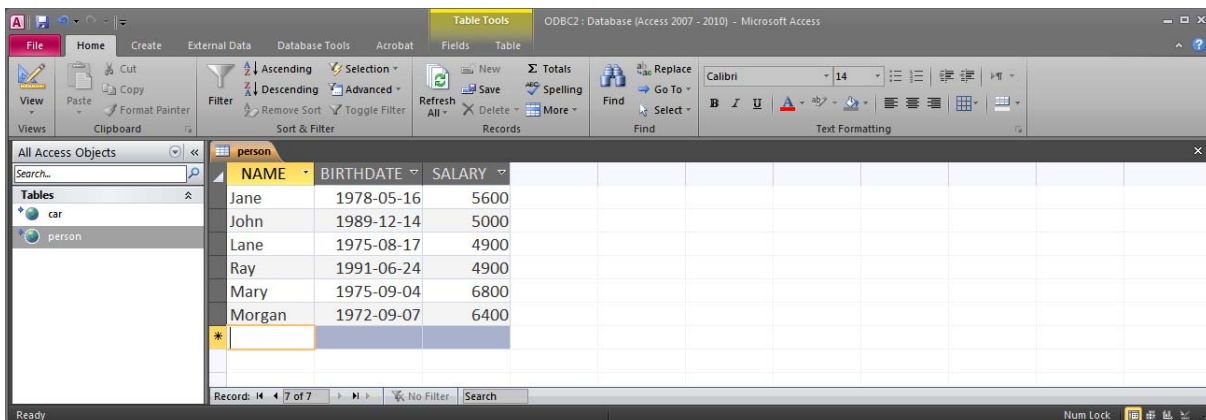 A Table Tools ODBC2 : Database (Access 2007 - 2010) - Microsoft Access
File Home Create External Data Database Tools Acrobat Fields Table
View
Views
Paste
Cut
Copy
Format Painter
Clipboard
Filter
Ascending
Descending
Remove Sort
Selection
Advanced
Toggle Filter
Sort & Filter
Refresh
All
New
Save
Delete
Σ Totals
Spelling
More
Records
Find
Replace
Go To
Select
Find
Calibri 14
B I U A
Text Formatting
All Access Objects
Search...
Tables
car
person
person
NAME BIRTHDATE SALARY
Jane 1978-05-16 5600
John 1989-12-14 5000
Lane 1975-08-17 4900
Ray 1991-06-24 4900
Mary 1975-09-04 6800
Morgan 1972-09-07 6400
Record: 7 of 7 No Filter Search
Ready Num Lock